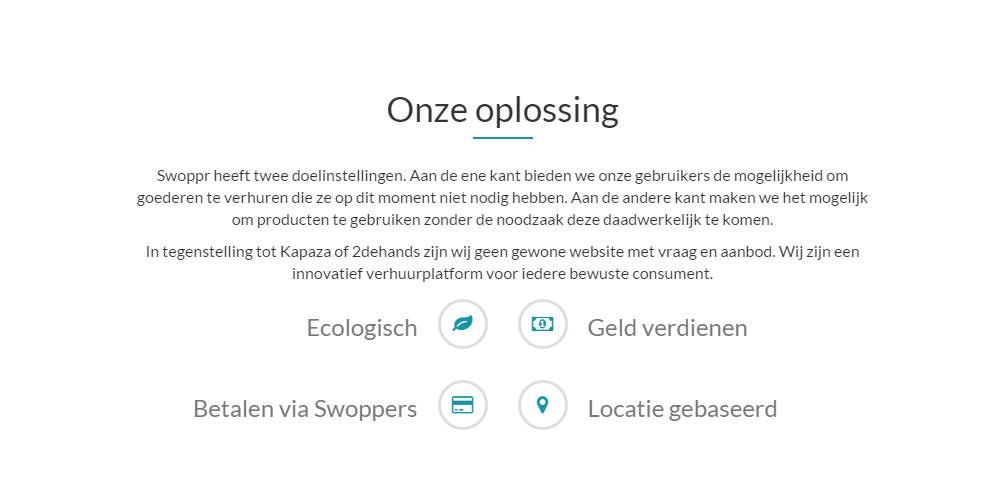 Onze oplossing
Swoppr heeft twee doelinstellingen. Aan de ene kant bieden we onze gebruikers de mogelijkheid om
goederen te verhuren die ze op dit moment niet nodig hebben. Aan de andere kant maken we het mogelijk
om producten te gebruiken zonder de noodzaak deze daadwerkelijk te komen.
In tegenstelling tot Kapaza of 2dehands zijn wij geen gewone website met vraag en aanbod. Wij zijn een
innovatief verhuurplatform voor iedere bewuste consument.
Ecologisch
Geld verdienen
Betalen via Swoppers
Locatie gebaseerd